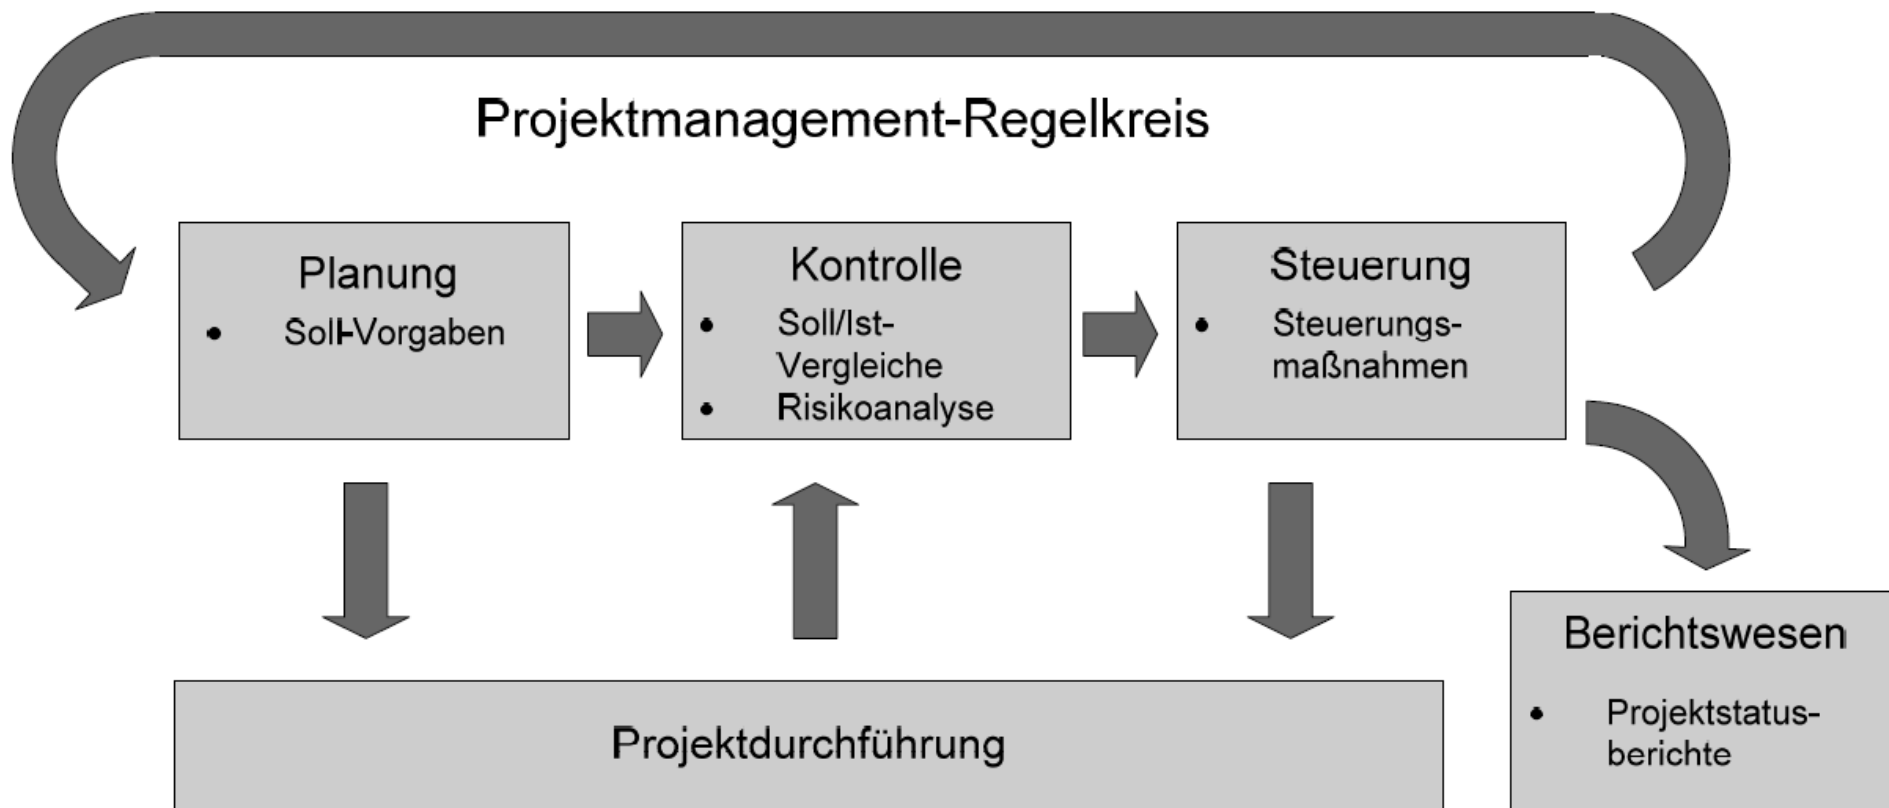 Projektmanagement-Regelkreis
Planung
• Soll-Vorgaben
Kontrolle
• Soll/Ist-
Vergleiche
• Risikoanalyse
Steuerung
• Steuerungs-
maßnahmen
Projektdurchführung
Berichtswesen
• Projektstatus-
berichte